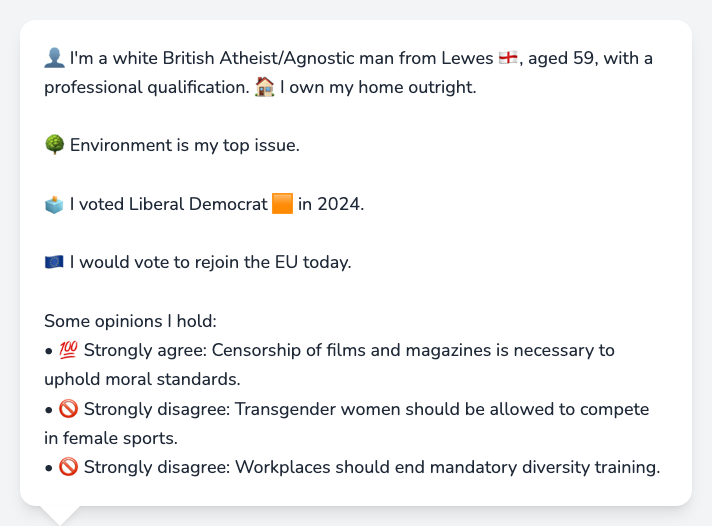 👤 I'm a white British Atheist/Agnostic man from Lewes 🏴󠁧󠁢󠁥󠁮󠁧󠁿, aged 59, with a
professional qualification. 🏠 I own my home outright.
🌳 Environment is my top issue.
🗳️ I voted Liberal Democrat 🟧 in 2024.
🇪🇺 I would vote to rejoin the EU today.
Some opinions I hold:
• 💯 Strongly agree: Censorship of films and magazines is necessary to
uphold moral standards.
• 🚫 Strongly disagree: Transgender women should be allowed to compete
in female sports.
• 🚫 Strongly disagree: Workplaces should end mandatory diversity training.